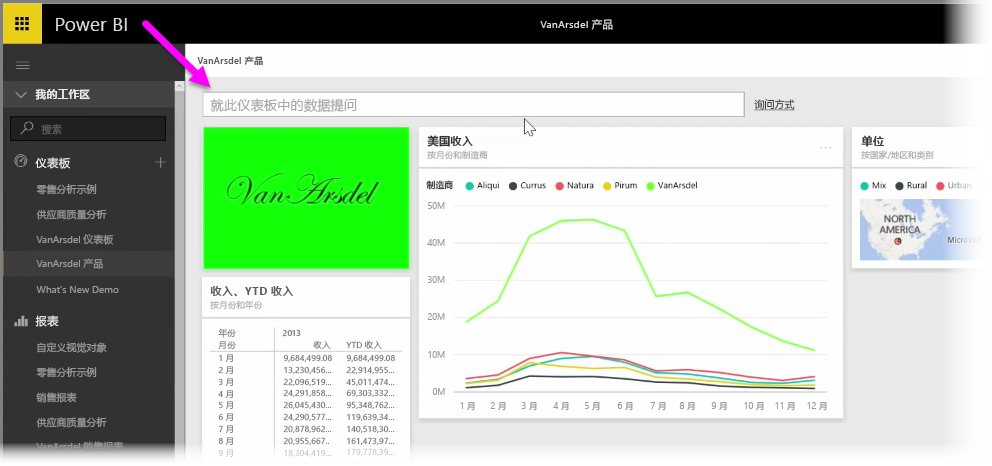 Power BI
VanArsdel 产品
VanArsdel 产品
我的工作区
搜索
仪表板
零售分析示例
供应商质量分析
VanArsdel 仪表板
VanArsdel 产品
What's New Demo
报表
自定义视觉对象
零售分析示例
销售报表
供应商质量分析
VanArsdel 销售报表
就此仪表板中的数据提问
询问方式
VanArsdel
收入、YTD 收入
按月份和年份
年份 2013
月份 收入 YTD 收入
1 月 9,684,499.08 9,684,499.08
2 月 13,230,456... 22,914,955...
3 月 22,096,519... 45,011,474...
4 月 24,291,858... 69,303,332...
5 月 26,045,430... 95,348,762...
6 月 24,290,577... 119,639,34...
7 月 20,878,962... 140,518,30...
8 月 20,955,667... 161,473,97...
9 月 18,304,419... 179,778,39...
美国收入
按月份和制造商
...
制造商 Aliqui Currus Natura Pirum VanArsdel
50M
40M
30M
20M
10M
0M
1 月 2 月 3 月 4 月 5 月 6 月 7 月 8 月 9 月 10 月 11 月 12 月
单位
按国家/地区和类别
Mix Rural Urban
NORTH
AMERICA
Microso